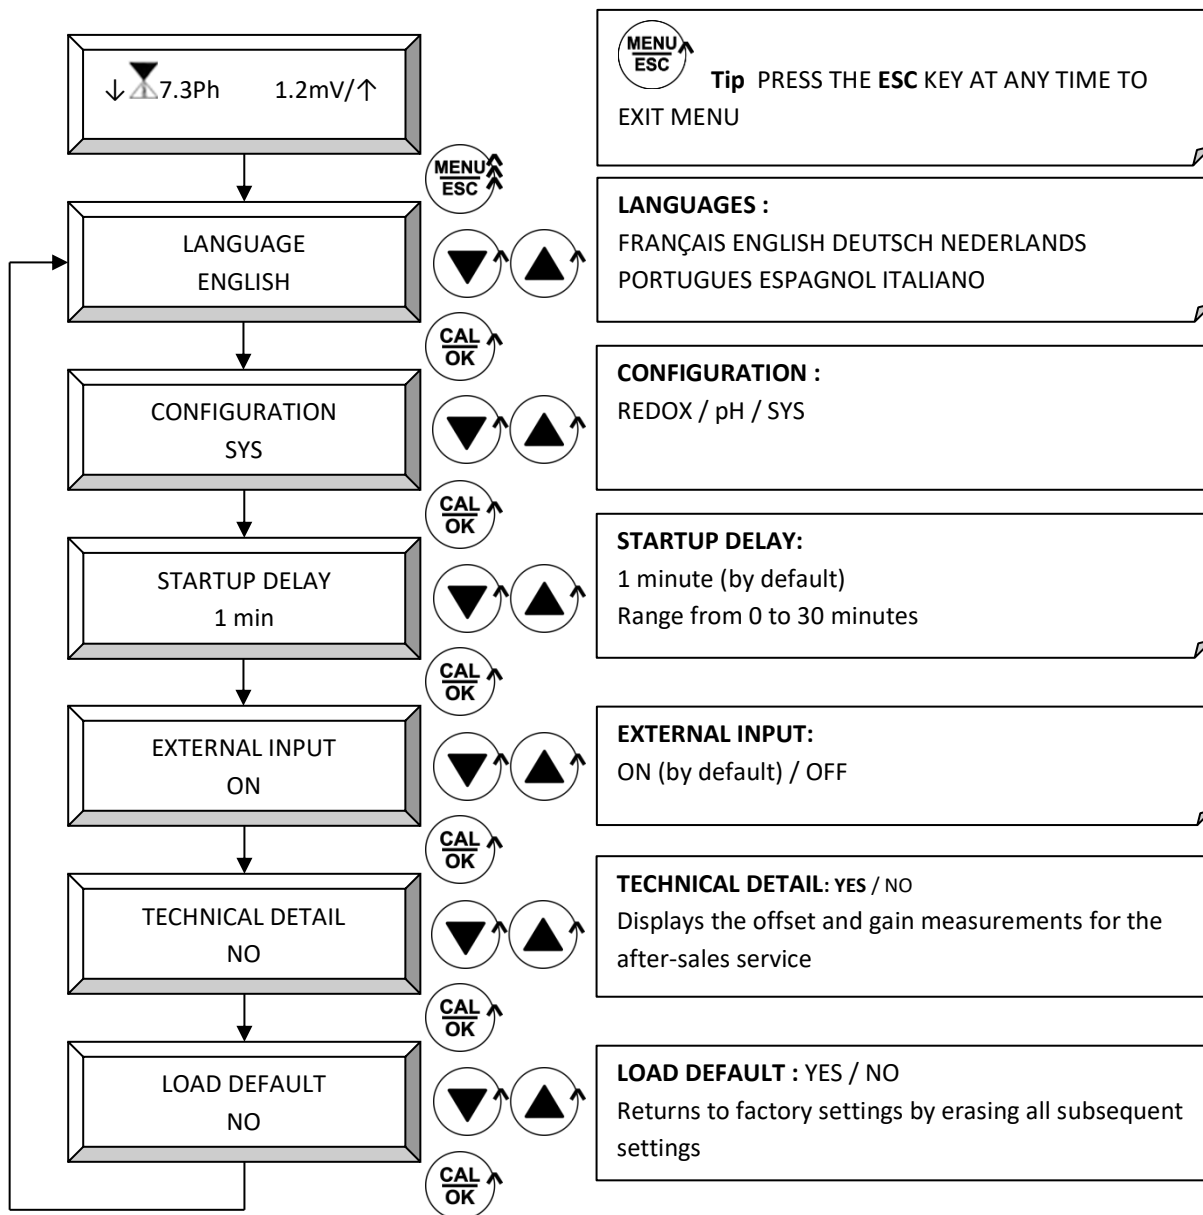 ↓ 7.3Ph 1.2mV/↑
MENU
ESC
Tip PRESS THE ESC KEY AT ANY TIME TO
EXIT MENU
MENU
ESC
LANGUAGE
ENGLISH
LANGUAGES :
FRANÇAIS ENGLISH DEUTSCH NEDERLANDS
PORTUGUES ESPAGNOL ITALIANO
CAL
OK
CONFIGURATION
SYS
CONFIGURATION :
REDOX / pH / SYS
CAL
OK
STARTUP DELAY
1 min
STARTUP DELAY:
1 minute (by default)
Range from 0 to 30 minutes
CAL
OK
EXTERNAL INPUT
ON
EXTERNAL INPUT:
ON (by default) / OFF
CAL
OK
TECHNICAL DETAIL
NO
TECHNICAL DETAIL: YES / NO
Displays the offset and gain measurements for the
after-sales service
CAL
OK
LOAD DEFAULT
NO
LOAD DEFAULT : YES / NO
Returns to factory settings by erasing all subsequent
settings
CAL
OK